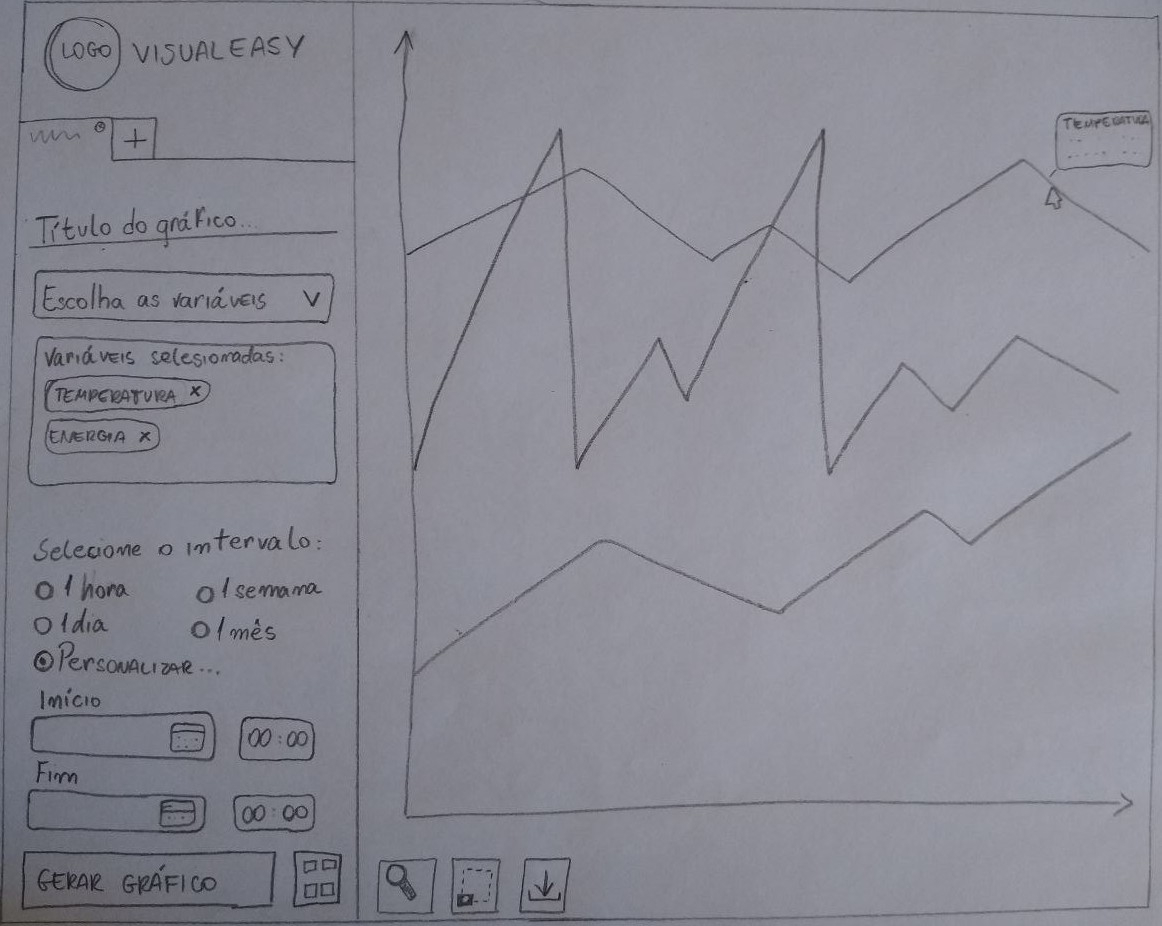 LOGO VISUALEASY
+
Título do gráfico...
Escolha as variáveis V
Variáveis selesionadas:
TEMPERATURA x
ENERGIA x
Selecione o intervalo:
1 hora 1 semana
1 dia 1 mês
Personalizar...
Início
00:00
Fim
00:00
GERAR GRÁFICO
TEMPERATURA